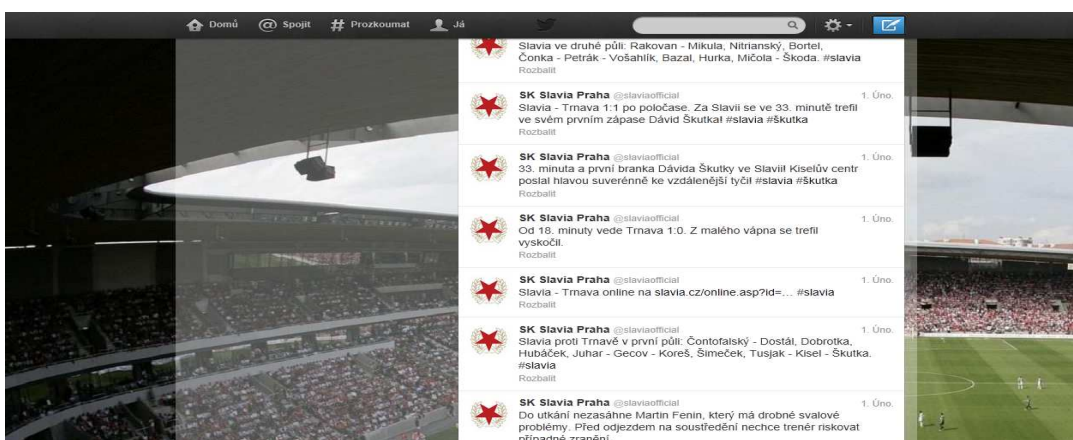 Domů @ Spojit # Prozkoumat Já
Slavia ve druhé půli: Rakovan - Mikula, Nitrianský, Bortel,
Čonka - Petrák - Vošahlík, Bazal, Hurka, Mičola - Škoda. #slavia
Rozbalit
SK Slavia Praha @slaviaofficial 1. Úno.
Slavia - Trnava 1:1 po poločase. Za Slavii se ve 33. minutě trefil
ve svém prvním zápase Dávid Škutka! #slavia #škutka
Rozbalit
SK Slavia Praha @slaviaofficial 1. Úno.
33. minuta a první branka Dávida Škutky ve Slavii! Kiselův centr
poslal hlavou suverénně ke vzdálenější tyči! #slavia #škutka
Rozbalit
SK Slavia Praha @slaviaofficial 1. Úno.
Od 18. minuty vede Trnava 1:0. Z malého vápna se trefil
vyskočil.
Rozbalit
SK Slavia Praha @slaviaofficial 1. Úno.
Slavia - Trnava online na slavia.cz/online.asp?id=... #slavia
Rozbalit
SK Slavia Praha @slaviaofficial 1. Úno.
Slavia proti Trnavě v první půli: Čontofalský - Dostál, Dobrotka,
Hubáček, Juhar - Gecov - Koreš, Šimeček, Tusjak - Kisel - Škutka.
#slavia
Rozbalit
SK Slavia Praha @slaviaofficial 1. Úno.
Do utkání nezasáhne Martin Fenin, který má drobné svalové
problémy. Před odjezdem na soustředění nechce trenér riskovat
případné zranění.